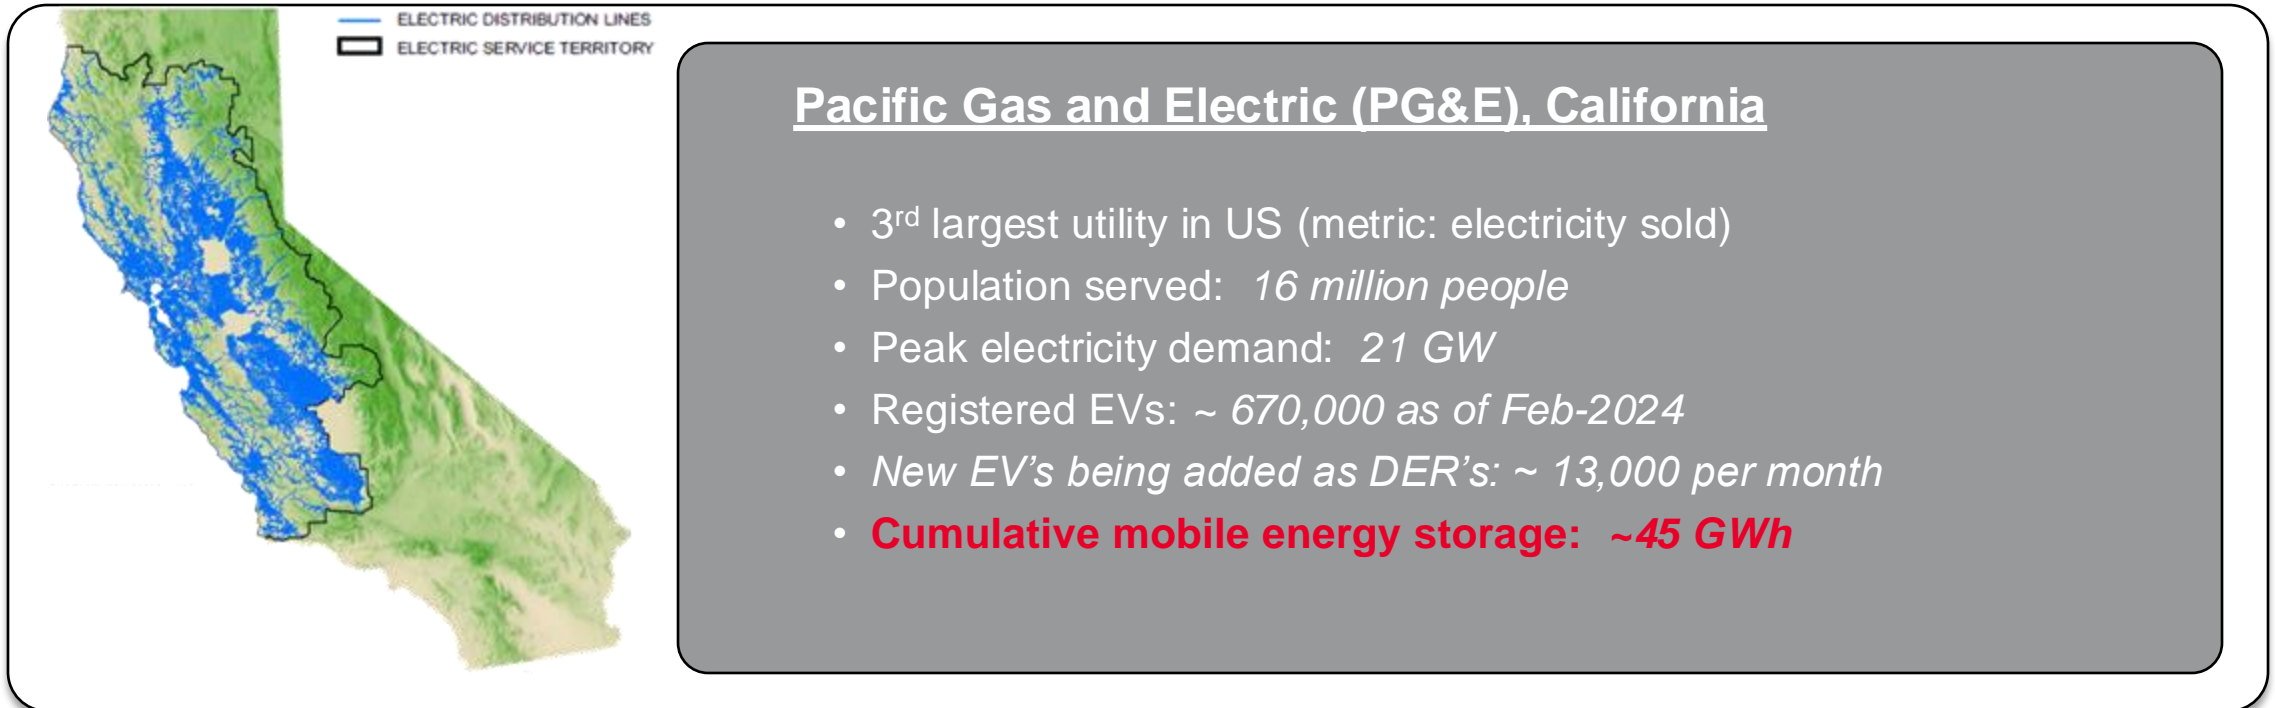 ELECTRIC DISTRIBUTION LINES
ELECTRIC SERVICE TERRITORY
Pacific Gas and Electric (PG&E), California
• 3rd largest utility in US (metric: electricity sold)
• Population served: 16 million people
• Peak electricity demand: 21 GW
• Registered EVs: ~ 670,000 as of Feb-2024
• New EV’s being added as DER’s: ~ 13,000 per month
• Cumulative mobile energy storage: ~45 GWh